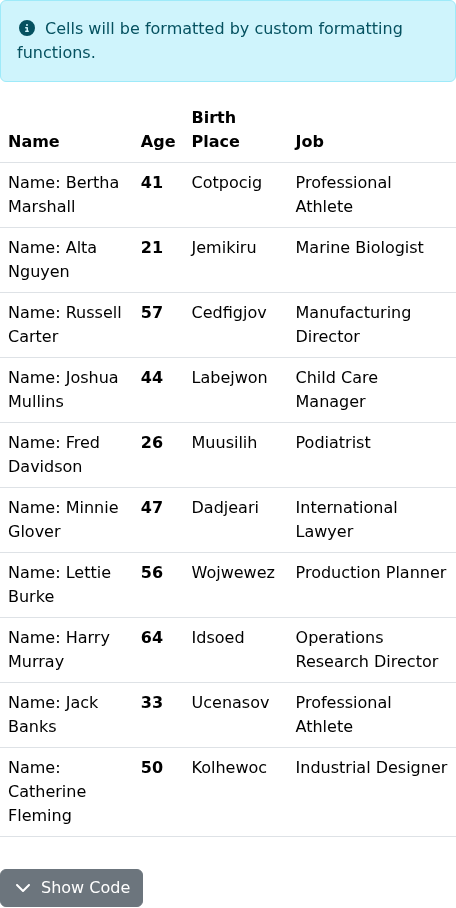 Cells will be formatted by custom formatting
functions.
Name Age Birth Place Job
Name: Bertha Marshall 41 Cotpocig Professional Athlete
Name: Alta Nguyen 21 Jemikiru Marine Biologist
Name: Russell Carter 57 Cedfigjov Manufacturing Director
Name: Joshua Mullins 44 Labejwon Child Care Manager
Name: Fred Davidson 26 Muusilih Podiatrist
Name: Minnie Glover 47 Dadjeari International Lawyer
Name: Lettie Burke 56 Wojwewez Production Planner
Name: Harry Murray 64 Idsoed Operations Research Director
Name: Jack Banks 33 Ucenasov Professional Athlete
Name: Catherine Fleming 50 Kolhewoc Industrial Designer
Show Code